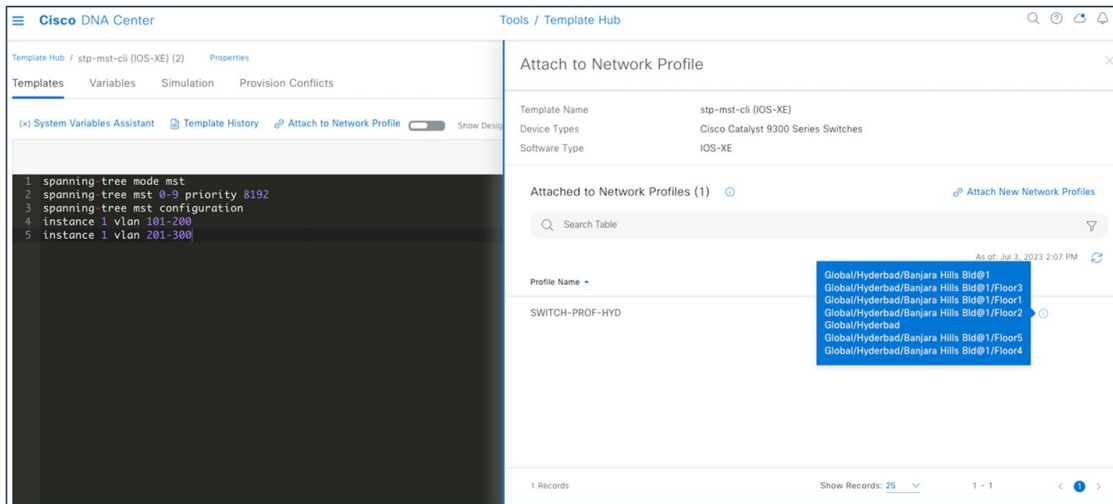 Cisco DNA Center
Tools / Template Hub
Template Hub / stp-mst-cli (IOS-XE) (2) Properties
Templates Variables Simulation Provision Conflicts
(x) System Variables Assistant Template History Attach to Network Profile Show Desig
1 spanning-tree mode mst
2 spanning-tree mst 0-9 priority 8192
3 spanning-tree mst configuration
4 instance 1 vlan 101-200
5 instance 1 vlan 201-300
Attach to Network Profile
Template Name stp-mst-cli (IOS-XE)
Device Types Cisco Catalyst 9300 Series Switches
Software Type IOS-XE
Attached to Network Profiles (1) Attach New Network Profiles
Search Table
As of: Jul 3, 2023 2:07 PM
Profile Name
SWITCH-PROF-HYD
Global/Hyderbad/Banjara Hills Bld@1
Global/Hyderbad/Banjara Hills Bld@1/Floor3
Global/Hyderbad/Banjara Hills Bld@1/Floor1
Global/Hyderbad/Banjara Hills Bld@1/Floor2
Global/Hyderbad
Global/Hyderbad/Banjara Hills Bld@1/Floor5
Global/Hyderbad/Banjara Hills Bld@1/Floor4
1 Records Show Records: 25 1 - 1 1